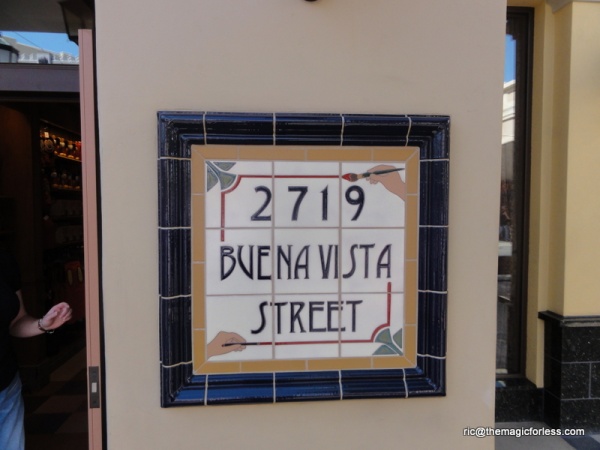 2719
BUENA VISTA
STREET
ric@themagicforless.com